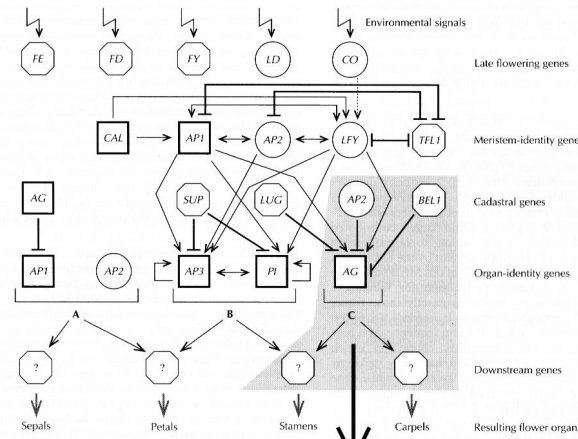 Environmental signals
FE FD FY LD CO Late flowering genes
CAL AP1 AP2 LFY TFL1 Meristem-identity gene
AG SUP LUG AP2 BEL1 Cadastral genes
AP1 AP2 AP3 PI AG Organ-identity genes
A B C
? ? ? ? Downstream genes
Sepals Petals Stamens Carpels Resulting flower organ